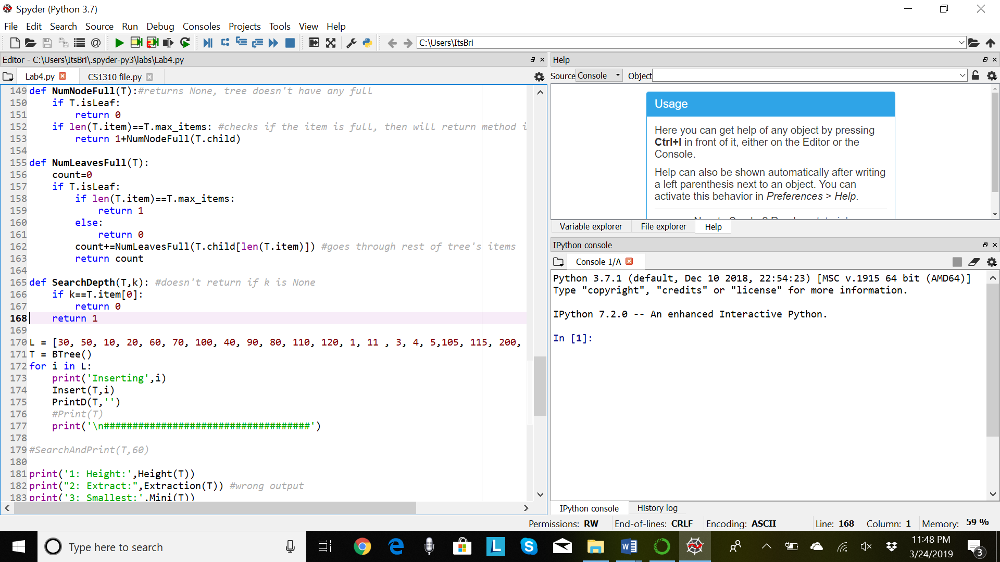 Spyder (Python 3.7)
File Edit Search Source Run Debug Consoles Projects Tools View Help
C:\Users\ItsBri
Editor - C:\Users\ItsBri\.spyder-py3\labs\Lab4.py
Lab4.py
CS1310 file.py
149 def NumNodeFull(T):#returns None, tree doesn't have any full
150     if T.isLeaf:
151         return 0
152     if len(T.item)==T.max_items: #checks if the item is full, then will return method i
153         return 1+NumNodeFull(T.child)
154
155 def NumLeavesFull(T):
156     count=0
157     if T.isLeaf:
158         if len(T.item)==T.max_items:
159             return 1
160         else:
161             return 0
162         count+=NumLeavesFull(T.child[len(T.item)]) #goes through rest of tree's items
163         return count
164
165 def SearchDepth(T,k): #doesn't return if k is None
166     if k==T.item[0]:
167         return 0
168     return 1
169
170 L = [30, 50, 10, 20, 60, 70, 100, 40, 90, 80, 110, 120, 1, 11 , 3, 4, 5,105, 115, 200,
171 T = BTree()
172 for i in L:
173     print('Inserting',i)
174     Insert(T,i)
175     PrintD(T,'')
176     #Print(T)
177     print('\n####################################')
178
179 #SearchAndPrint(T,60)
180
181 print('1: Height:',Height(T))
182 print("2: Extract:",Extraction(T)) #wrong output
183 print('3: Smallest:',Mini(T))
Help
Source Console Object
Usage
Here you can get help of any object by pressing
Ctrl+I in front of it, either on the Editor or the
Console.
Help can also be shown automatically after writing
a left parenthesis next to an object. You can
activate this behavior in Preferences > Help.
Variable explorer File explorer Help
IPython console
Console 1/A
Python 3.7.1 (default, Dec 10 2018, 22:54:23) [MSC v.1915 64 bit (AMD64)]
Type "copyright", "credits" or "license" for more information.
IPython 7.2.0 -- An enhanced Interactive Python.
In [1]:
IPython console History log
Permissions: RW End-of-lines: CRLF Encoding: ASCII Line: 168 Column: 1 Memory: 59 %
Type here to search
11:48 PM
3/24/2019
3